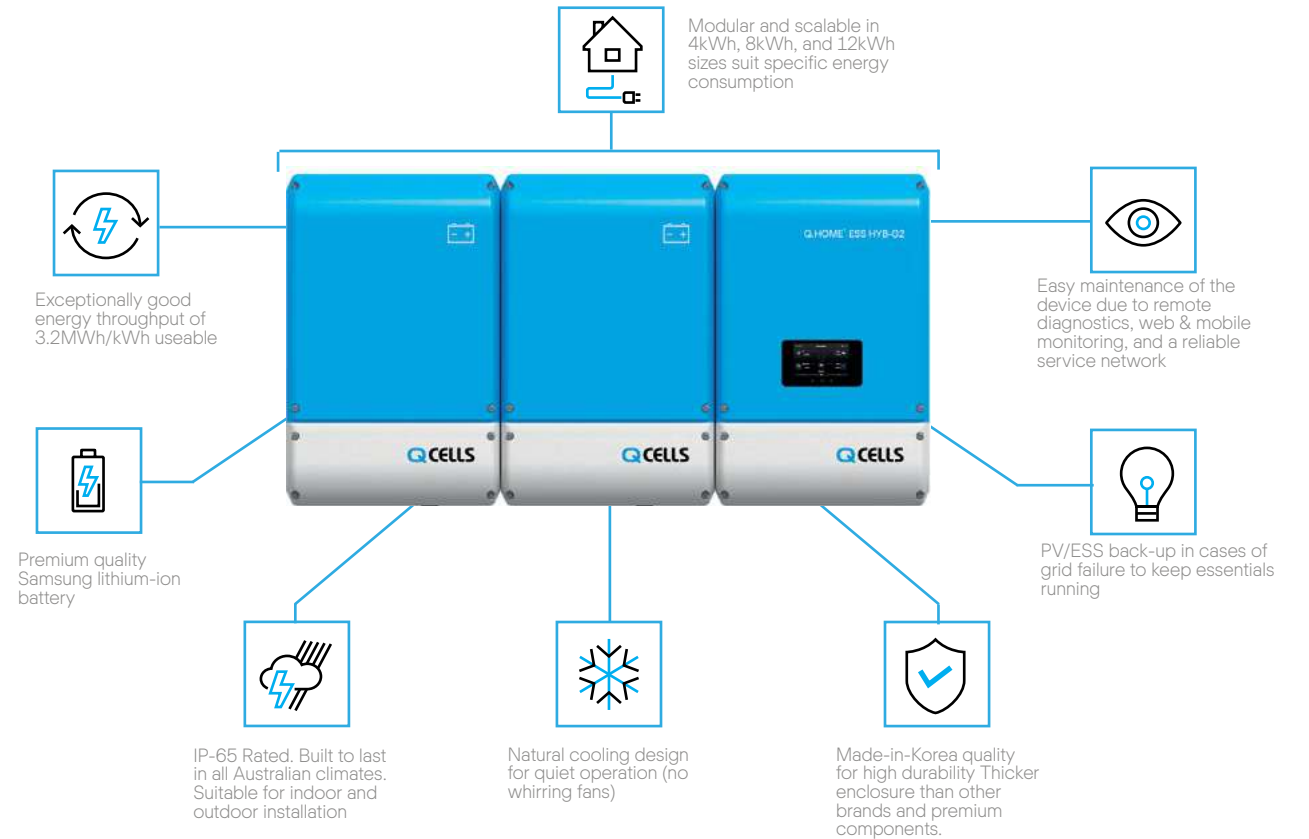 Modular and scalable in
4kWh, 8kWh, and 12kWh
sizes suit specific energy
consumption
Exceptionally good
energy throughput of
3.2MWh/kWh useable
Q.HOME+ ESS HYB-G2
Easy maintenance of the
device due to remote
diagnostics, web & mobile
monitoring, and a reliable
service network
QCELLS
QCELLS
QCELLS
Premium quality
Samsung lithium-ion
battery
PV/ESS back-up in cases of
grid failure to keep essentials
running
IP-65 Rated. Built to last
in all Australian climates.
Suitable for indoor and
outdoor installation
Natural cooling design
for quiet operation (no
whirring fans)
Made-in-Korea quality
for high durability Thicker
enclosure than other
brands and premium
components.